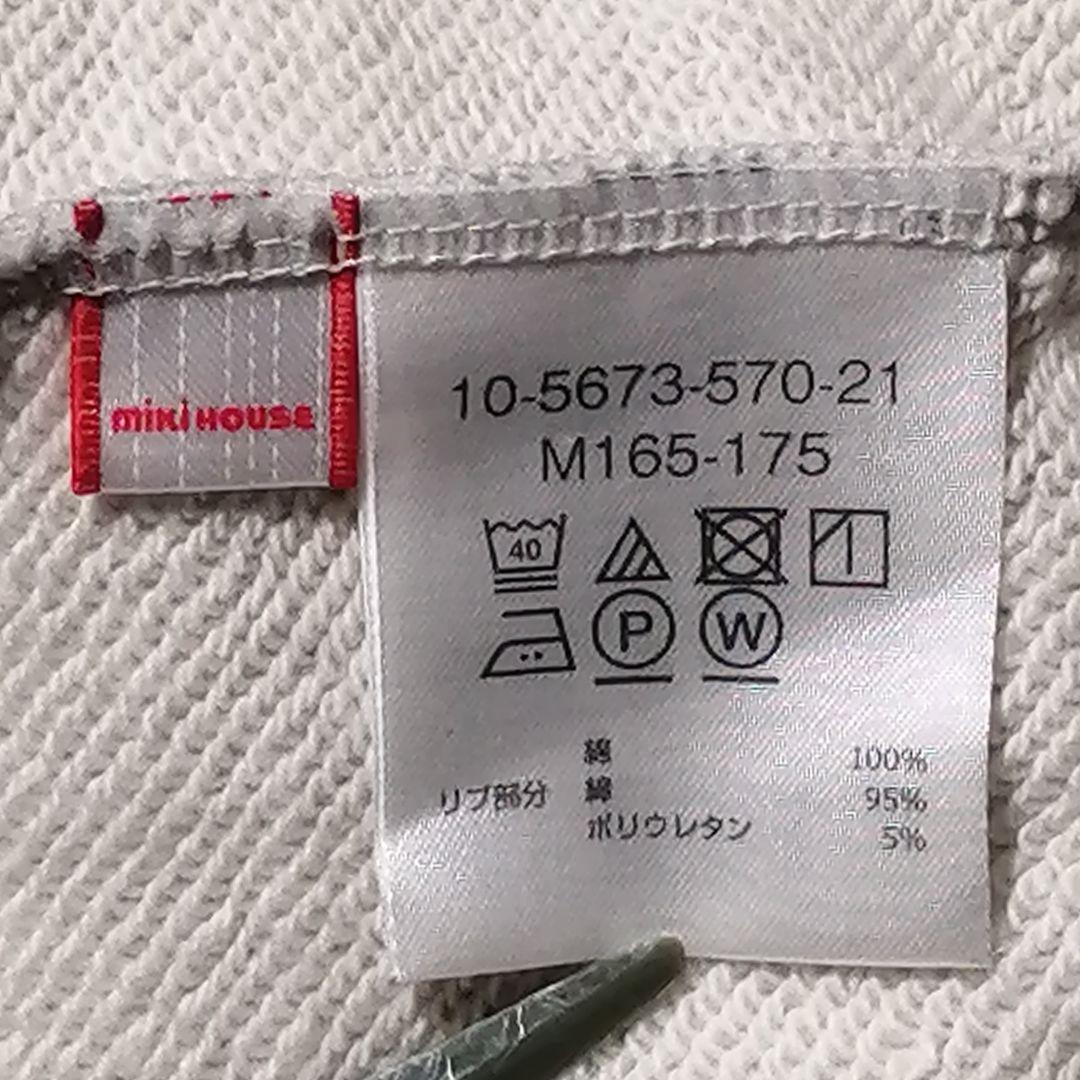 miki HOUSE
10-5673-570-21
M165-175
40
P W
綿 100%
リブ部分 綿 95%
ポリウレタン 5%